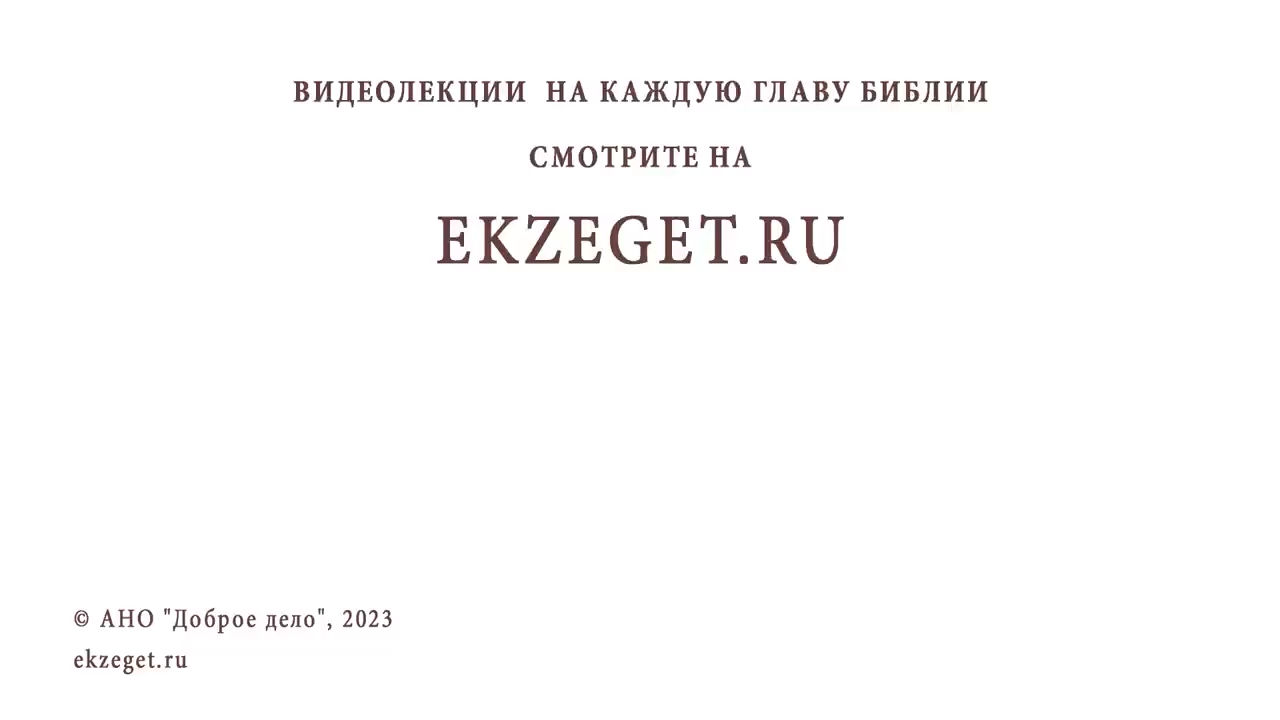 ВИДЕОЛЕКЦИИ НА КАЖДУЮ ГЛАВУ БИБЛИИ
СМОТРИТЕ НА
EKZEGET.RU
© АНО "Доброе дело", 2023
ekzeget.ru